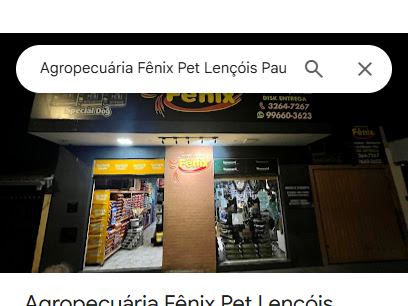 Agropecuária Fênix Pet Lençóis Pau
Fênix
DISK ENTREGA
3264-7267
99660-3623
Special Dog
Fênix
Fênix
Agropecuária Fênix Pet Lençóis